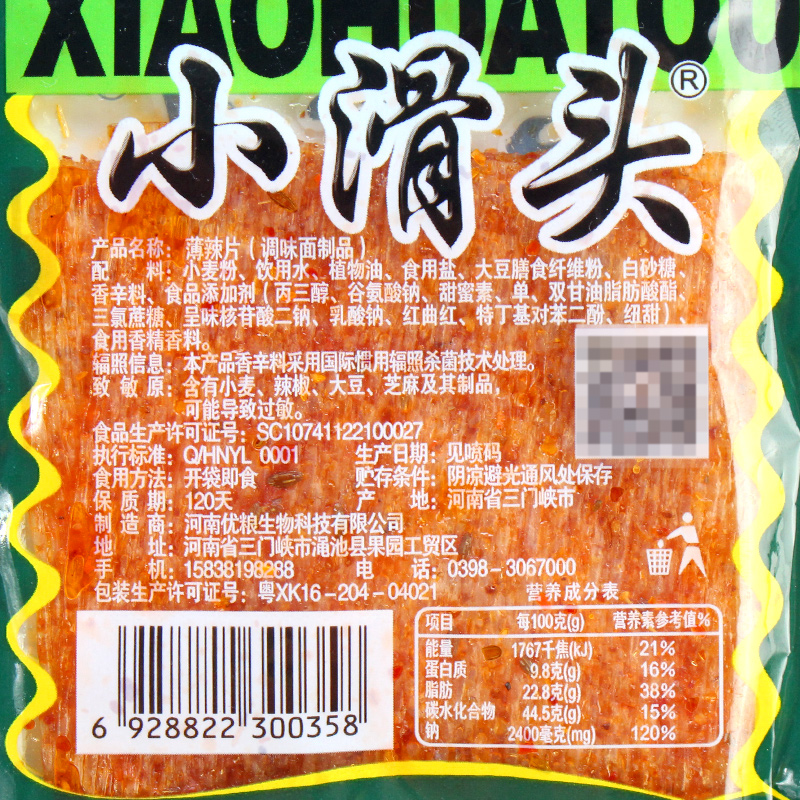 XIAOHUATOU
小滑头®
产品名称：薄辣片（调味面制品）
配 料：小麦粉、饮用水、植物油、食用盐、大豆膳食纤维粉、白砂糖、
香辛料、食品添加剂（丙三醇、谷氨酸钠、甜蜜素、单、双甘油脂肪酸酯、
三氯蔗糖、呈味核苷酸二钠、乳酸钠、红曲红、特丁基对苯二酚、纽甜）、
食用香精香料。
辐照信息：本产品香辛料采用国际惯用辐照杀菌技术处理。
致 敏 原：含有小麦、辣椒、大豆、芝麻及其制品，
可能导致过敏。
食品生产许可证号：SC10741122100027
执行标准：Q/HNYL 0001 生产日期：见喷码
食用方法：开袋即食 贮存条件：阴凉避光通风处保存
保 质 期：120天 产 地：河南省三门峡市
制 造 商：河南优粮生物科技有限公司
地 址：河南省三门峡市渑池县果园工贸区
手 机：15838198288 电 话：0398-3067000
包装生产许可证号：粤XK16-204-04021
营养成分表
项目 每100克(g) 营养素参考值%
能量 1767千焦(kJ) 21%
蛋白质 9.8克(g) 16%
脂肪 22.8克(g) 38%
碳水化合物 44.5克(g) 15%
钠 2400毫克(mg) 120%
6 928822 300358